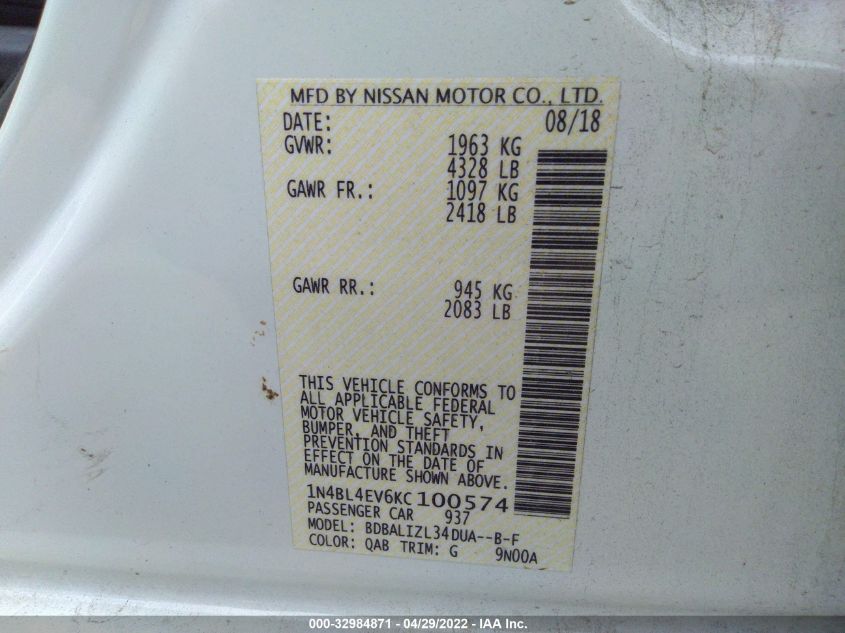 MFD BY NISSAN MOTOR CO., LTD.
DATE: 08/18
GVWR: 1963 KG
4328 LB
GAWR FR.: 1097 KG
2418 LB
GAWR RR.: 945 KG
2083 LB
THIS VEHICLE CONFORMS TO
ALL APPLICABLE FEDERAL
MOTOR VEHICLE SAFETY,
BUMPER, AND THEFT
PREVENTION STANDARDS IN
EFFECT ON THE DATE OF
MANUFACTURE SHOWN ABOVE.
1N4BL4EV6KC100574
PASSENGER CAR 937
MODEL: BDBALIZL34DUA--B-F
COLOR: QAB TRIM: G 9N00A
000-32984871 - 04/29/2022 - IAA Inc.